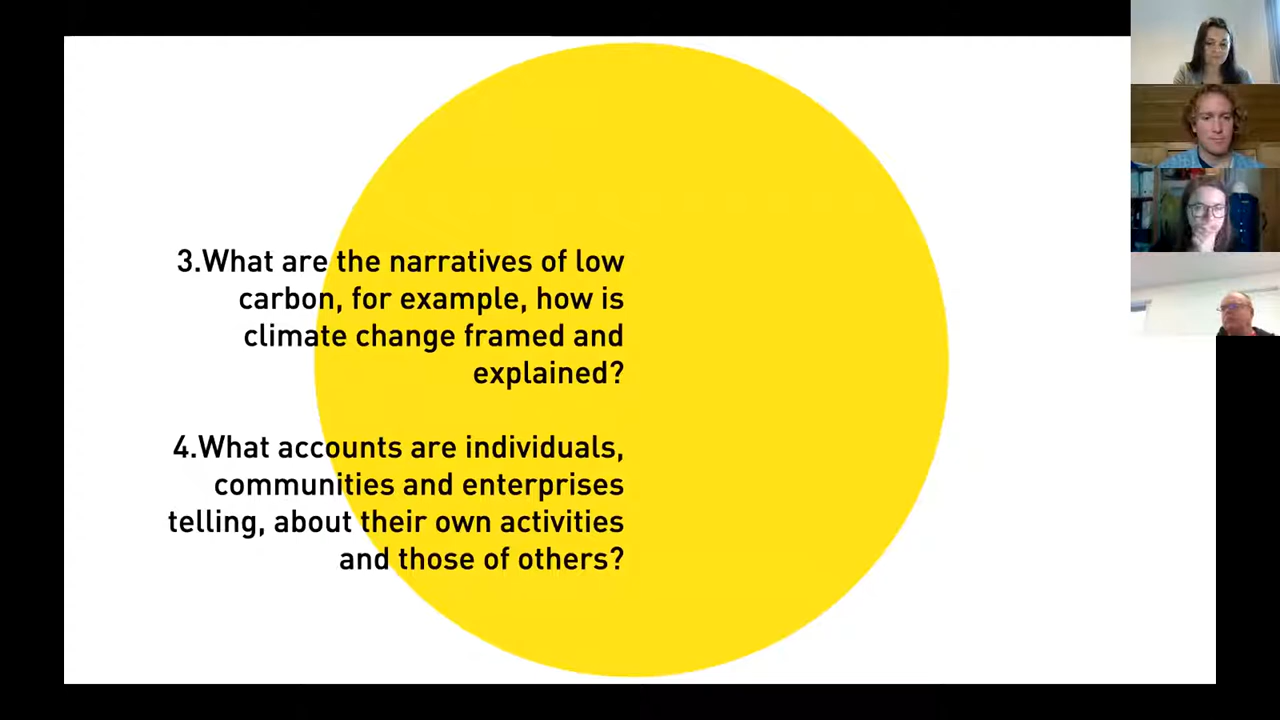 3.What are the narratives of low
carbon, for example, how is
climate change framed and
explained?
4.What accounts are individuals,
communities and enterprises
telling, about their own activities
and those of others?